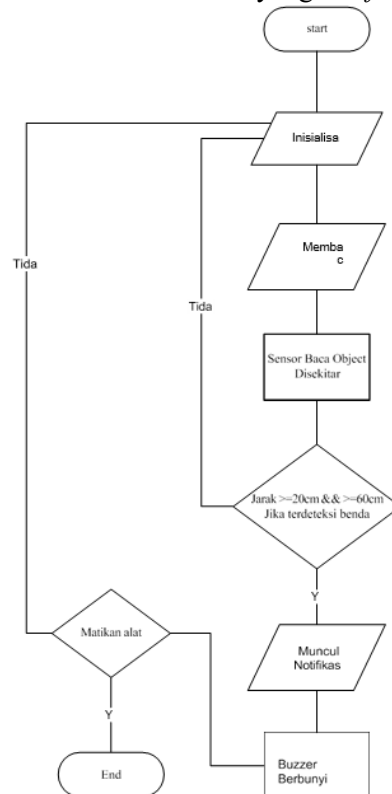 start
Inisialisa
Memba
c
Tida
Tida
Sensor Baca Object
Disekitar
Jarak >=20cm && >=60cm
Jika terdeteksi benda
Y
Muncul
Notifikas
Matikan alat
Y
Buzzer
Berbunyi
End